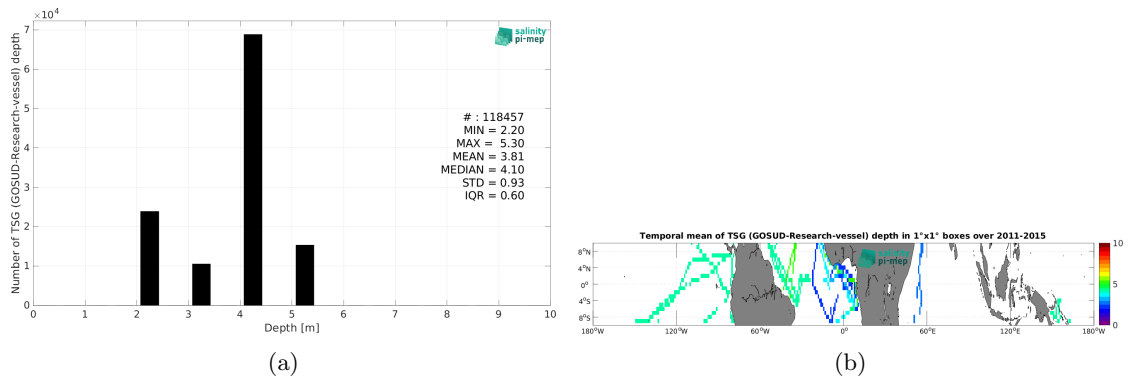 ×10⁴
7
6
5
4
3
2
1
0
Number of TSG (GOSUD-Research-vessel) depth
salinity
pi-mep
# : 118457
MIN = 2.20
MAX = 5.30
MEAN = 3.81
MEDIAN = 4.10
STD = 0.93
IQR = 0.60
0 1 2 3 4 5 6 7 8 9 10
Depth [m]
(a)
Temporal mean of TSG (GOSUD-Research-vessel) depth in 1°x1° boxes over 2011-2015
8°N
4°N
0°
4°S
8°S
salinity
pi-mep
10
5
0
180°W 120°W 60°W 0° 60°E 120°E 180°W
(b)